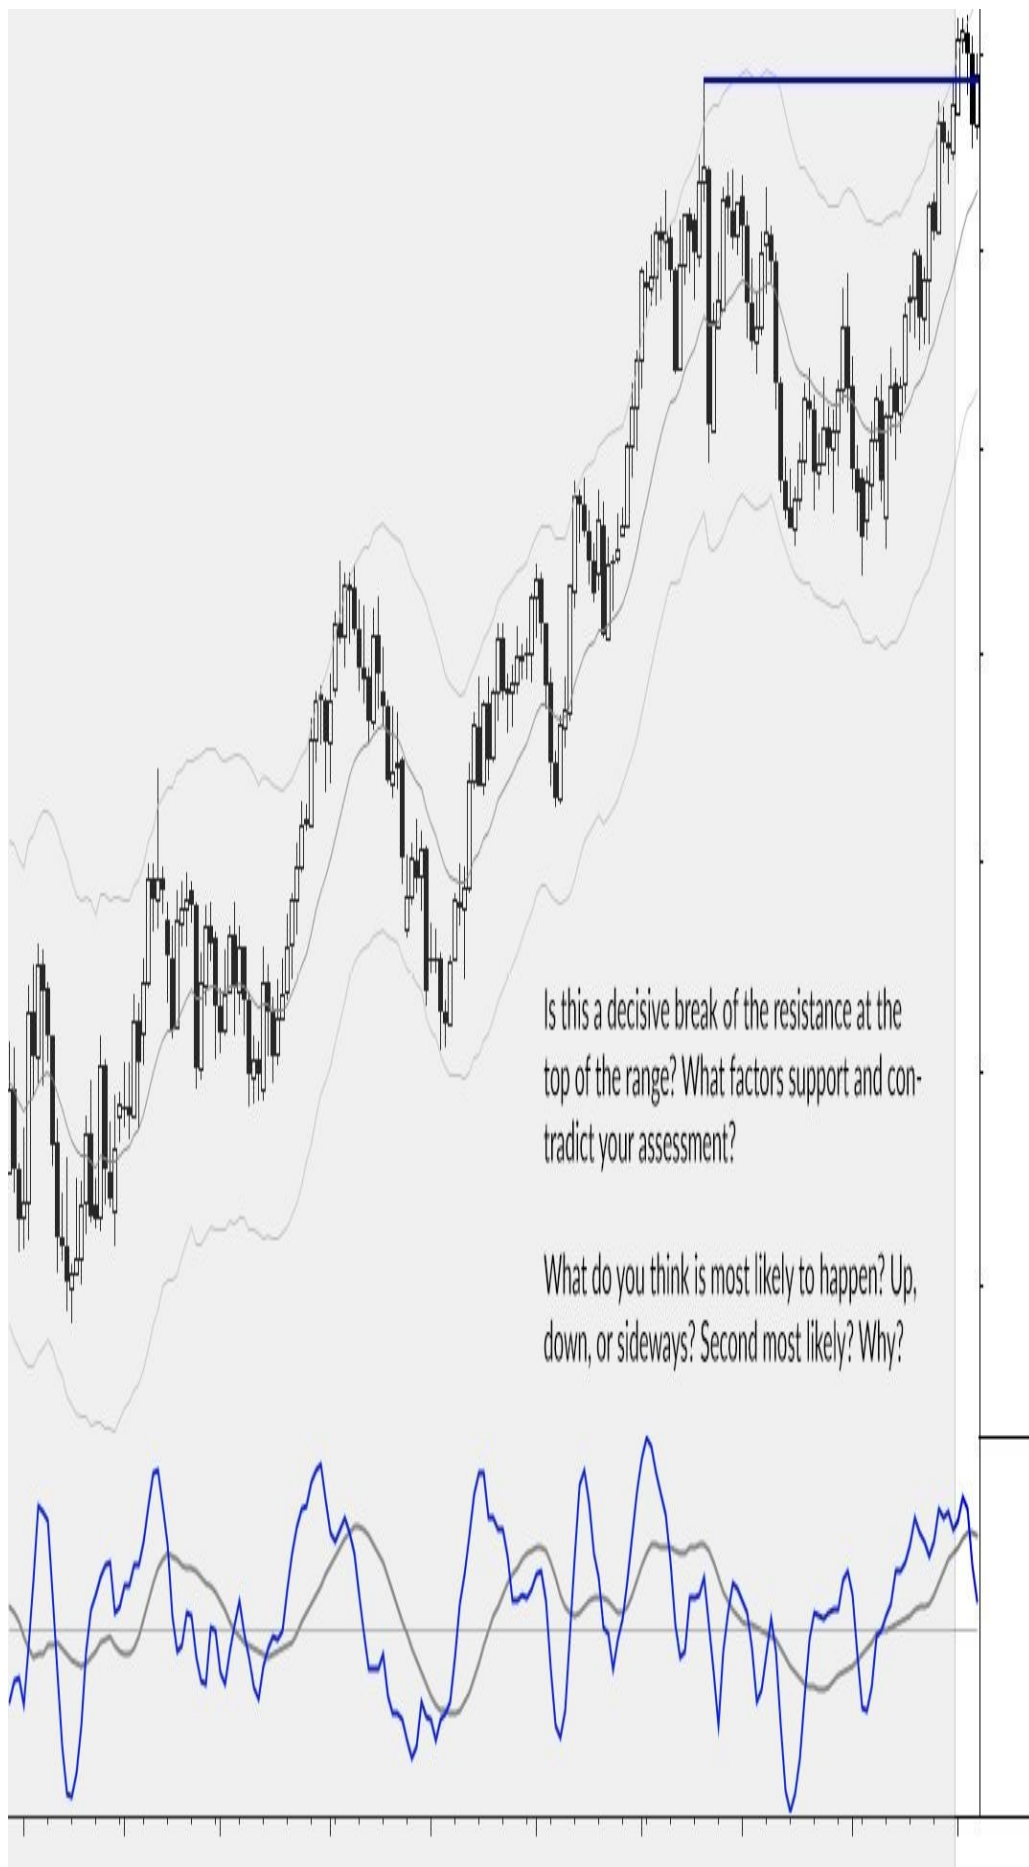 Is this a decisive break of the resistance at the
top of the range? What factors support and con-
tradict your assessment?
What do you think is most likely to happen? Up,
down, or sideways? Second most likely? Why?